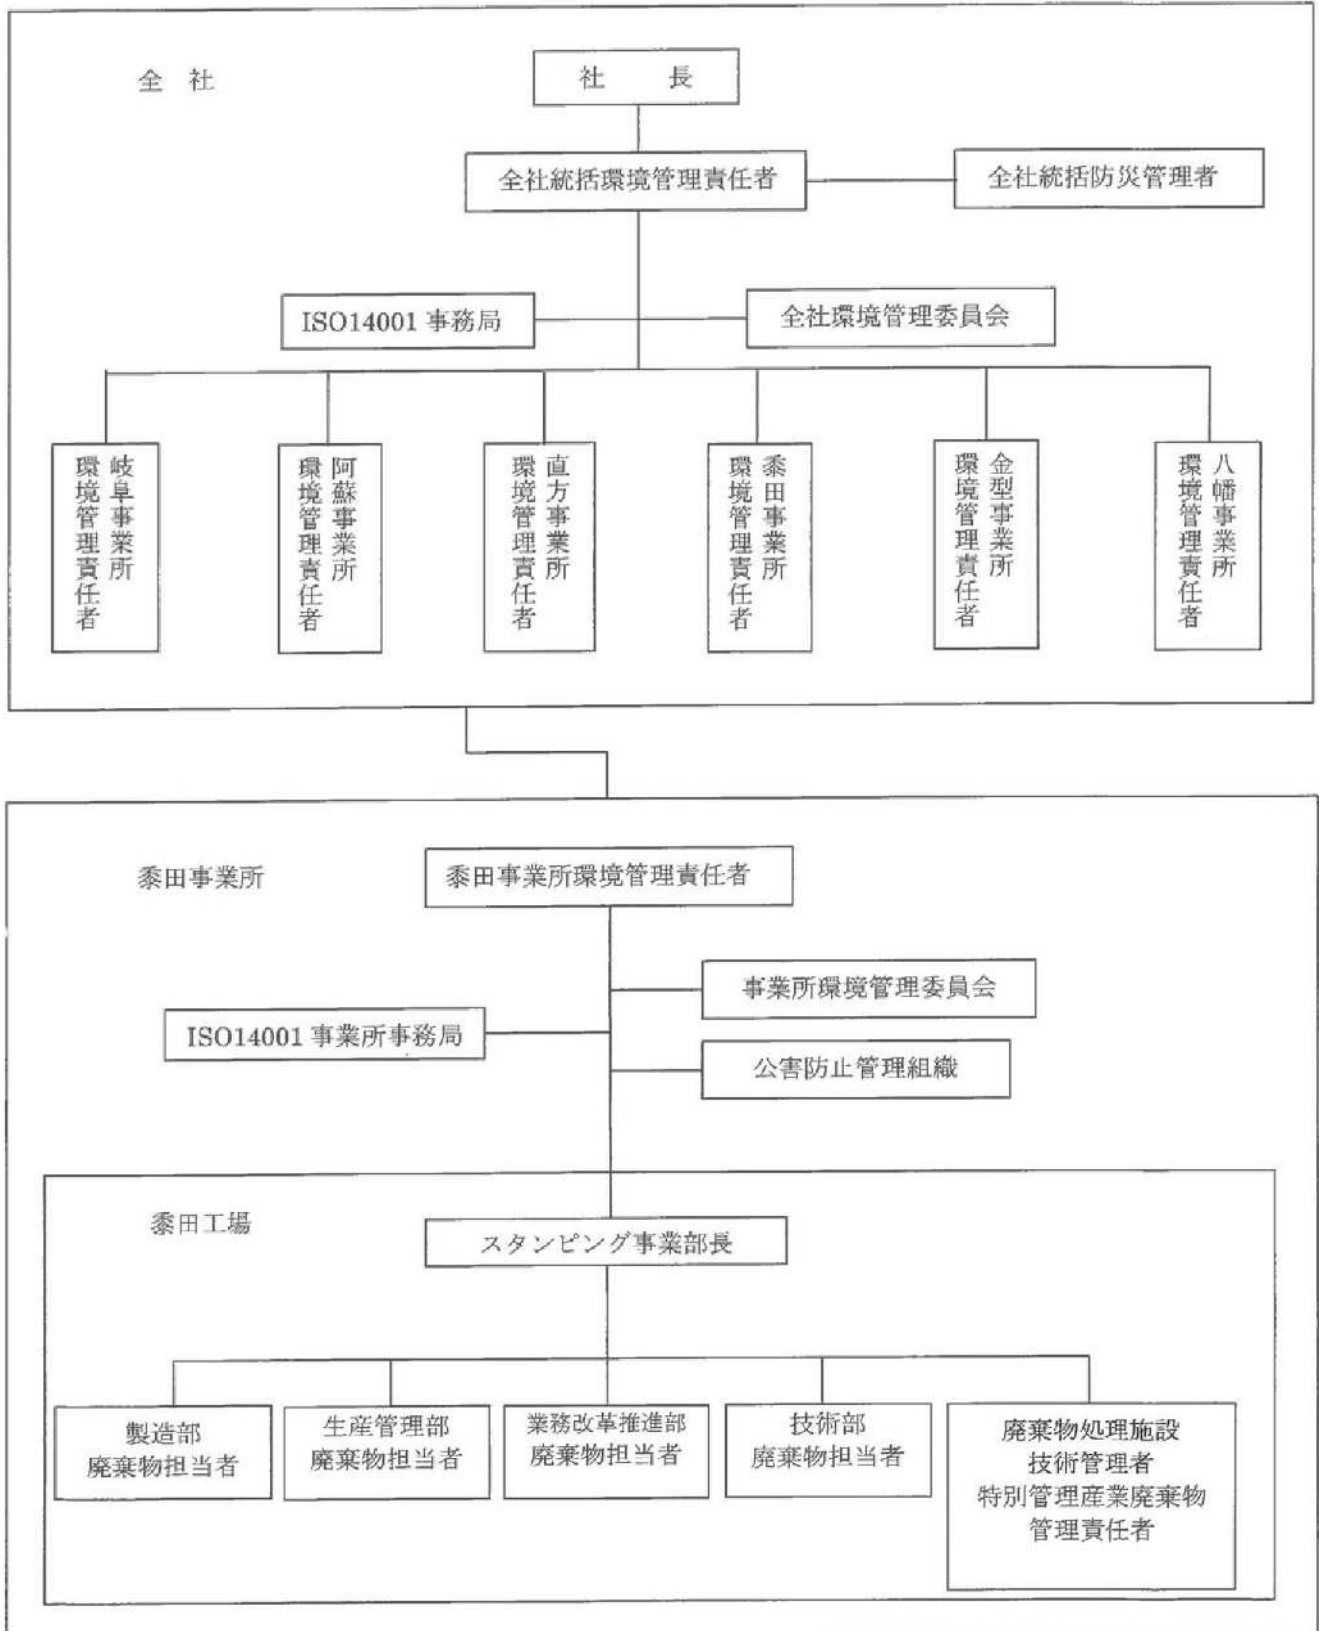 全 社
社 長
全社統括環境管理責任者
全社統括防災管理者
ISO14001 事務局
全社環境管理委員会
岐阜事業所
環境管理責任者
阿蘇事業所
環境管理責任者
直方事業所
環境管理責任者
黍田事業所
環境管理責任者
金型事業所
環境管理責任者
八幡事業所
環境管理責任者
黍田事業所
黍田事業所環境管理責任者
事業所環境管理委員会
ISO14001 事業所事務局
公害防止管理組織
黍田工場
スタンピング事業部長
製造部
廃棄物担当者
生産管理部
廃棄物担当者
業務改革推進部
廃棄物担当者
技術部
廃棄物担当者
廃棄物処理施設
技術管理者
特別管理産業廃棄物
管理責任者